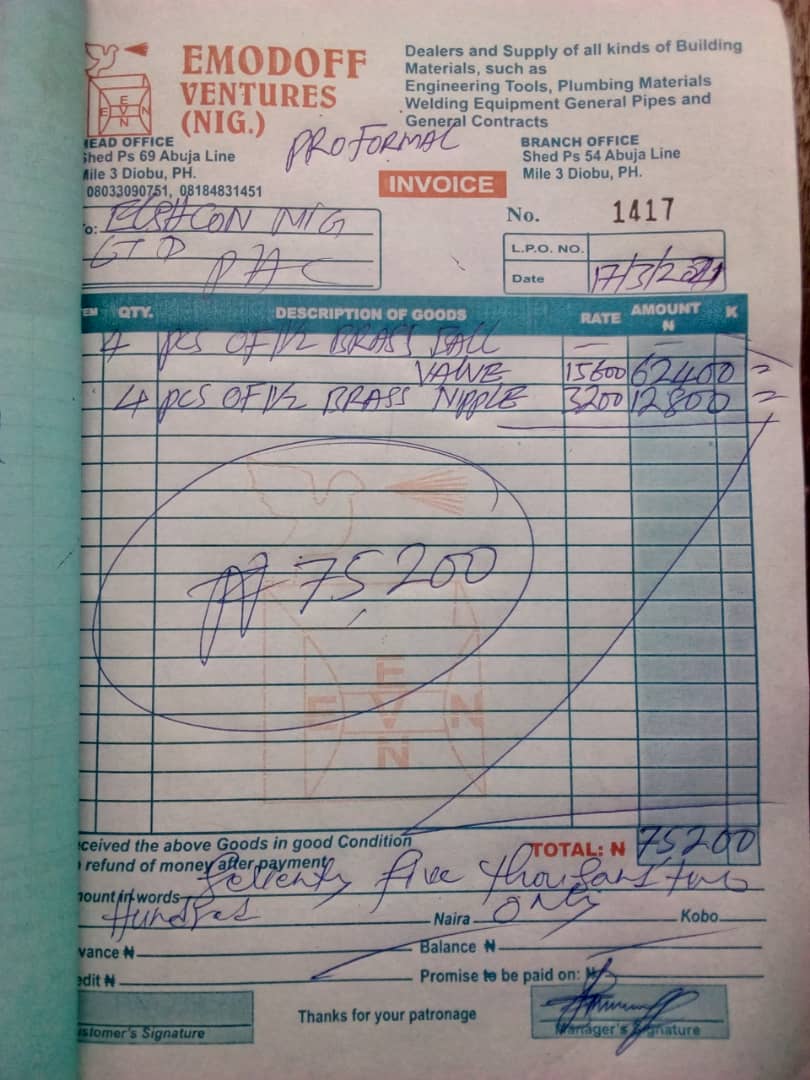 EMODOFF
VENTURES
(NIG.)
Dealers and Supply of all kinds of Building
Materials, such as
Engineering Tools, Plumbing Materials
Welding Equipment General Pipes and
General Contracts
HEAD OFFICE
Shed Ps 69 Abuja Line
Mile 3 Diobu, PH.
08033090751, 08184831451
PROFORMAL
BRANCH OFFICE
Shed Ps 54 Abuja Line
Mile 3 Diobu, PH.
INVOICE
No. 1417
o: NIG
LTD PHC
L.P.O. NO.
Date 17/3/2021
EM QTY. DESCRIPTION OF GOODS RATE AMOUNT K
N
4 pcs OF 1½ BRASS BALL
VALVE 15600 62400 =
4 pcs OF 1½ BRASS NIPPLE 3200 12800 =
₦ 75200
E
E V N
N
ceived the above Goods in good Condition
refund of money after payment
TOTAL: N 75200
nount in words Seventy five thousand two
Hundred Naira Only Kobo
vance ₦ Balance ₦
edit ₦ Promise to be paid on: ₦
stomer's Signature
Thanks for your patronage
Manager's Signature